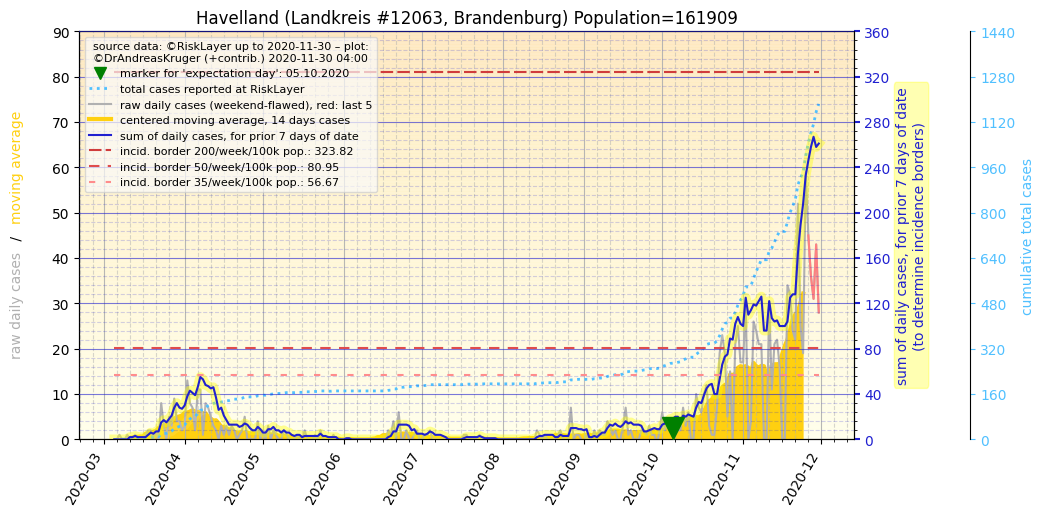 Havelland (Landkreis #12063, Brandenburg) Population=161909
source data: ©RiskLayer up to 2020-11-30 – plot:
©DrAndreasKruger (+contrib.) 2020-11-30 04:00
marker for 'expectation day': 05.10.2020
total cases reported at RiskLayer
raw daily cases (weekend-flawed), red: last 5
centered moving average, 14 days cases
sum of daily cases, for prior 7 days of date
incid. border 200/week/100k pop.: 323.82
incid. border 50/week/100k pop.: 80.95
incid. border 35/week/100k pop.: 56.67
raw daily cases / moving average
90
80
70
60
50
40
30
20
10
0
2020-03
2020-04
2020-05
2020-06
2020-07
2020-08
2020-09
2020-10
2020-11
2020-12
360
320
280
240
200
160
120
80
40
0
sum of daily cases, for prior 7 days of date
(to determine incidence borders)
1440
1280
1120
960
800
640
480
320
160
0
cumulative total cases